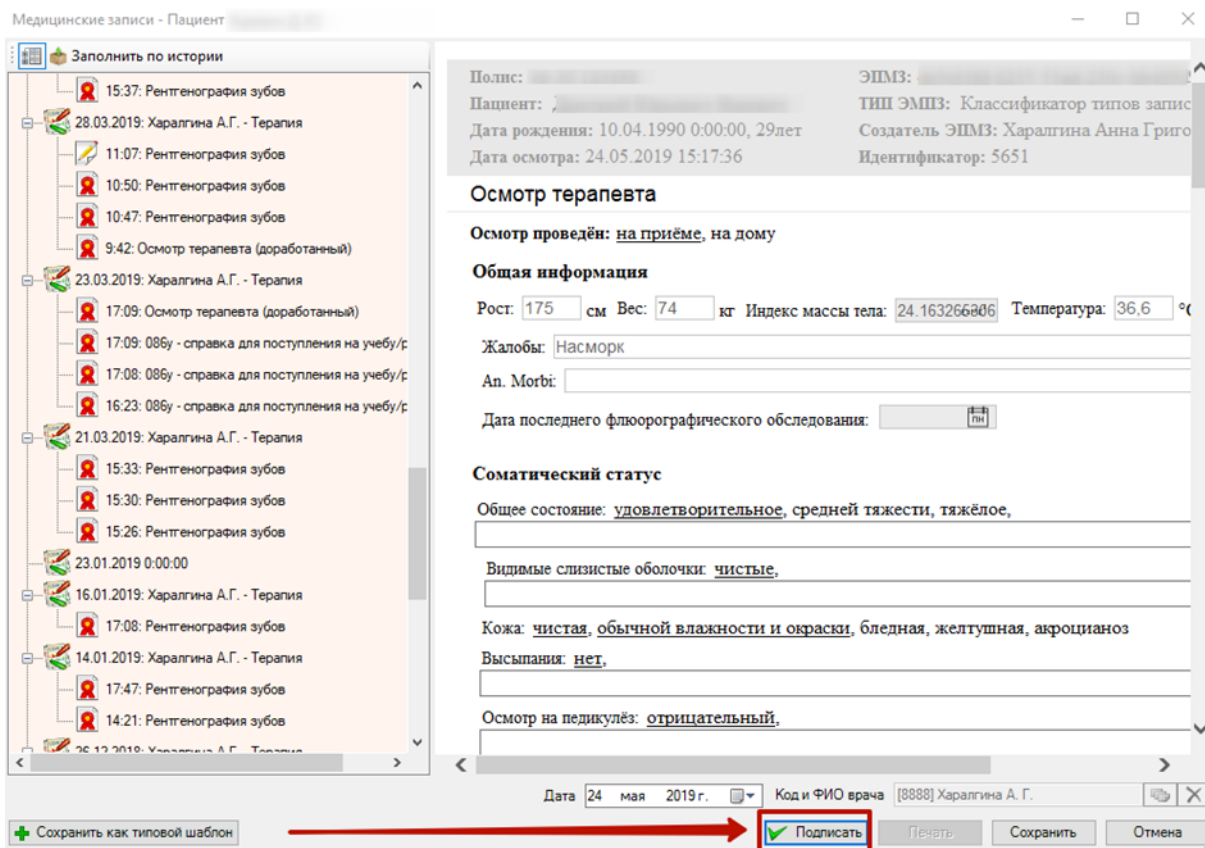 Медицинские записи - Пациент
Заполнить по истории
15:37: Рентгенография зубов
28.03.2019: Харалгина А.Г. - Терапия
11:07: Рентгенография зубов
10:50: Рентгенография зубов
10:47: Рентгенография зубов
9:42: Осмотр терапевта (доработанный)
23.03.2019: Харалгина А.Г. - Терапия
17:09: Осмотр терапевта (доработанный)
17:09: 086у - справка для поступления на учебу/р
17:08: 086у - справка для поступления на учебу/р
16:23: 086у - справка для поступления на учебу/р
21.03.2019: Харалгина А.Г. - Терапия
15:33: Рентгенография зубов
15:30: Рентгенография зубов
15:26: Рентгенография зубов
23.01.2019 0:00:00
16.01.2019: Харалгина А.Г. - Терапия
17:08: Рентгенография зубов
14.01.2019: Харалгина А.Г. - Терапия
17:47: Рентгенография зубов
14:21: Рентгенография зубов
26.12.2018: Харалгина А.Г. - Терапия
Полис: ЭПМЗ:
Пациент: ТИП ЭМПЗ: Классификатор типов запис
Дата рождения: 10.04.1990 0:00:00, 29лет Создатель ЭПМЗ: Харалгина Анна Григо
Дата осмотра: 24.05.2019 15:17:36 Идентификатор: 5651
Осмотр терапевта
Осмотр проведён: на приёме, на дому
Общая информация
Рост: 175 см Вес: 74 кг Индекс массы тела: Температура: 36,6
Жалобы: Насморк
An. Morbi:
Дата последнего флюорографического обследования: пн
Соматический статус
Общее состояние: удовлетворительное, средней тяжести, тяжёлое,
Видимые слизистые оболочки: чистые,
Кожа: чистая, обычной влажности и окраски, бледная, желтушная, акроцианоз
Высыпания: нет,
Осмотр на педикулёз: отрицательный,
Дата 24 мая 2019 г. Код и ФИО врача [8888] Харалгина А. Г.
Сохранить как типовой шаблон Подписать Печать Сохранить Отмена